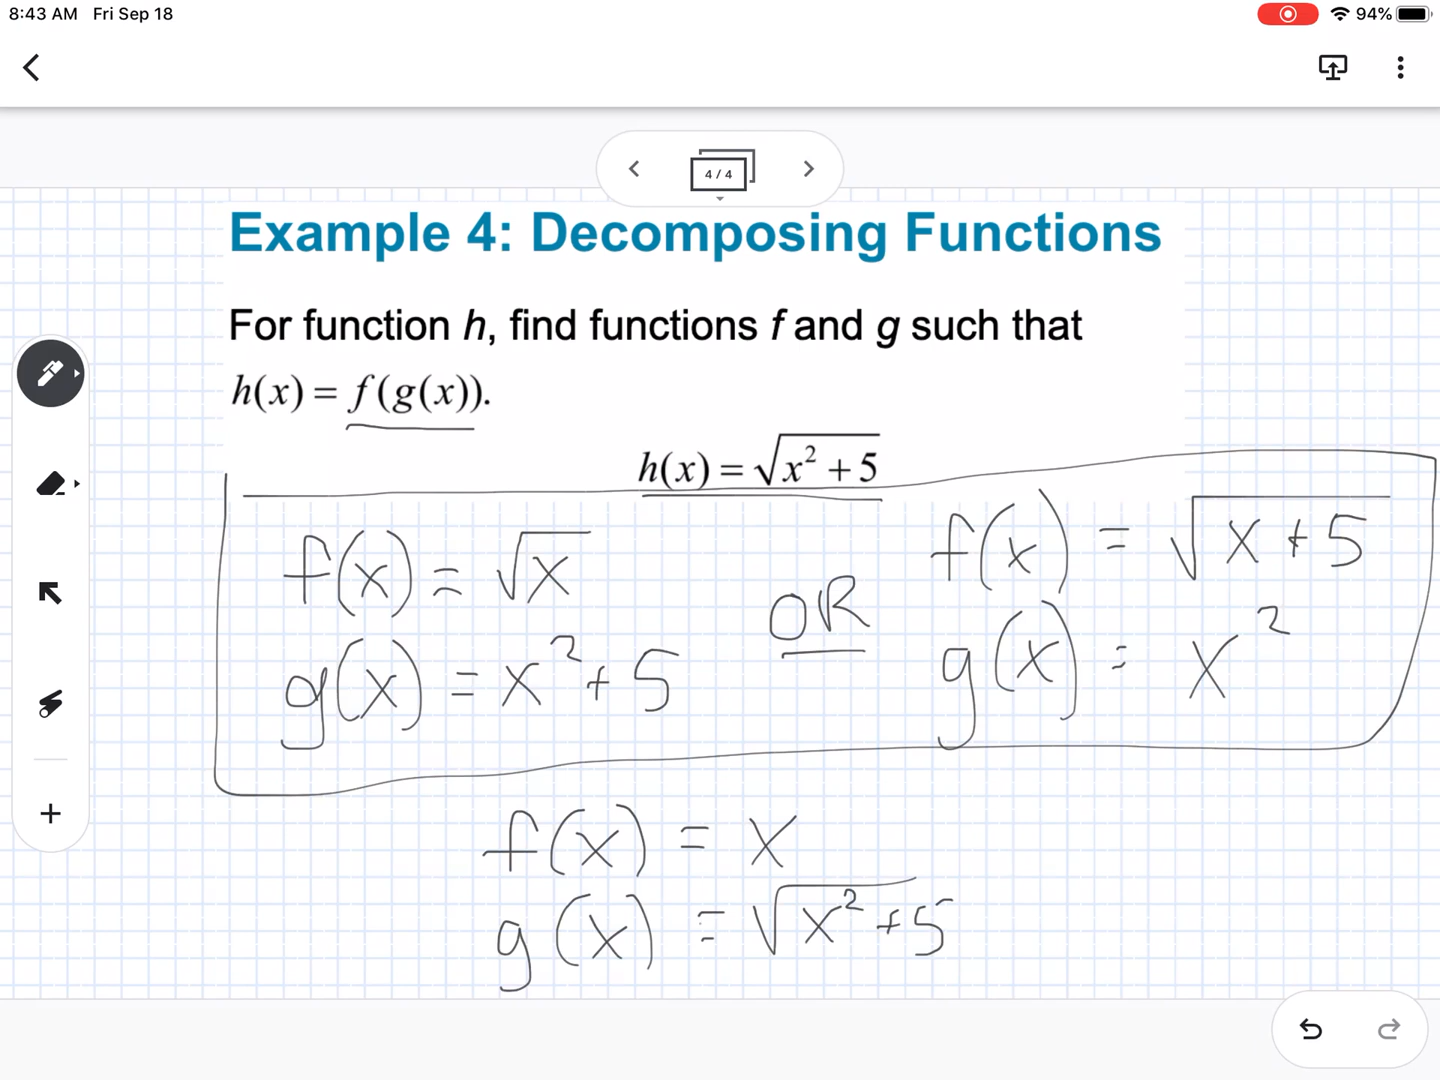 8:43 AM Fri Sep 18
94%
4 / 4
Example 4: Decomposing Functions
For function h, find functions f and g such that
h(x) = f(g(x)).
h(x) = √(x² + 5)
f(x) = √x
g(x) = x² + 5
OR
f(x) = √(x + 5)
g(x) = x²
f(x) = x
g(x) = √(x² + 5)